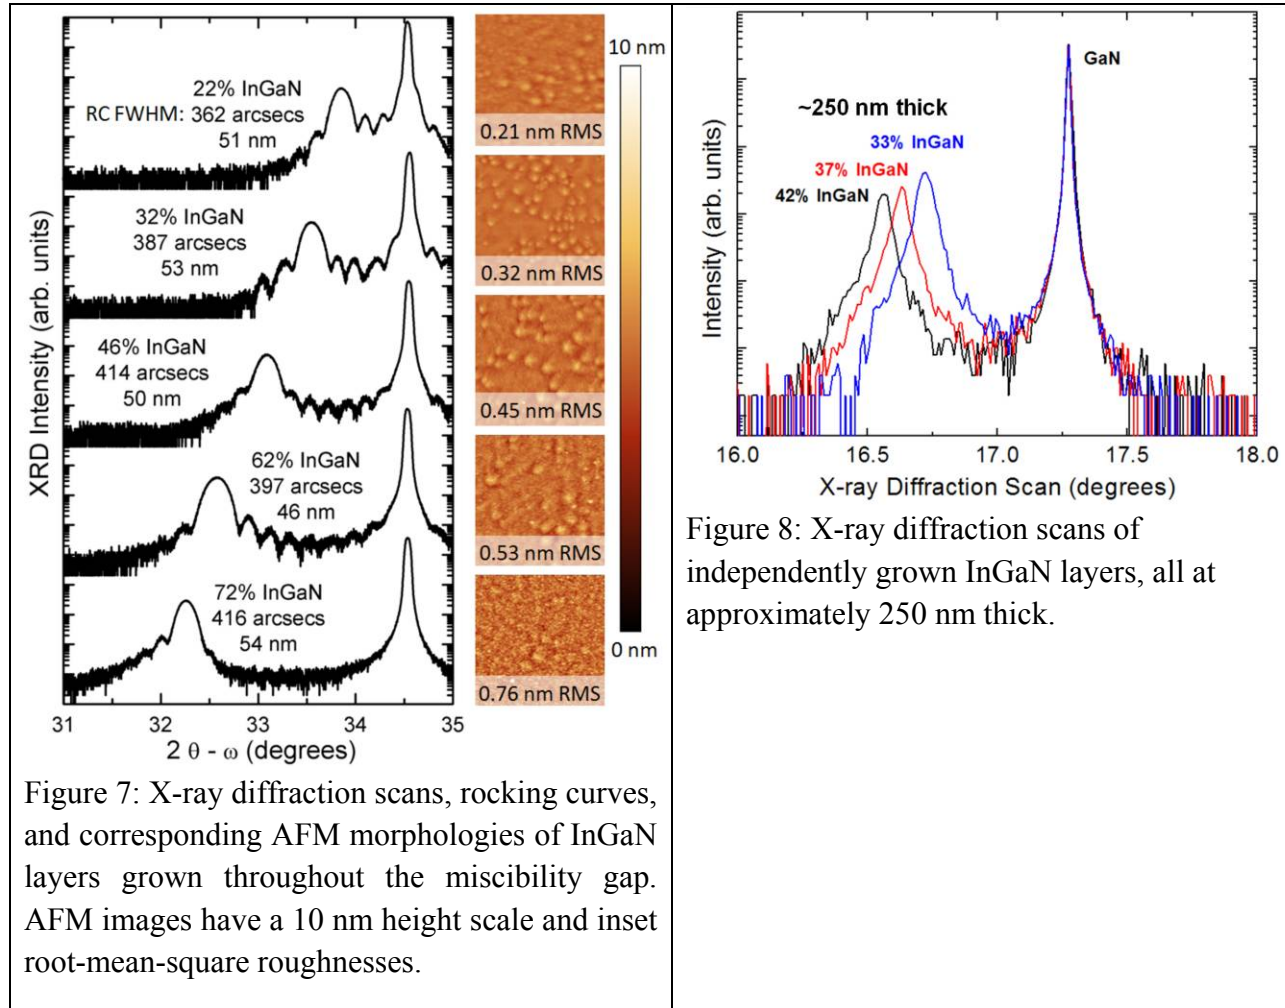 XRD Intensity (arb. units)
22% InGaN
RC FWHM: 362 arcsecs
51 nm
32% InGaN
387 arcsecs
53 nm
46% InGaN
414 arcsecs
50 nm
62% InGaN
397 arcsecs
46 nm
72% InGaN
416 arcsecs
54 nm
31 32 33 34 35
2 θ - ω (degrees)
0.21 nm RMS
0.32 nm RMS
0.45 nm RMS
0.53 nm RMS
0.76 nm RMS
10 nm
0 nm
Figure 7: X-ray diffraction scans, rocking curves,
and corresponding AFM morphologies of InGaN
layers grown throughout the miscibility gap.
AFM images have a 10 nm height scale and inset
root-mean-square roughnesses.
Intensity (arb. units)
GaN
~250 nm thick
33% InGaN
37% InGaN
42% InGaN
16.0 16.5 17.0 17.5 18.0
X-ray Diffraction Scan (degrees)
Figure 8: X-ray diffraction scans of
independently grown InGaN layers, all at
approximately 250 nm thick.